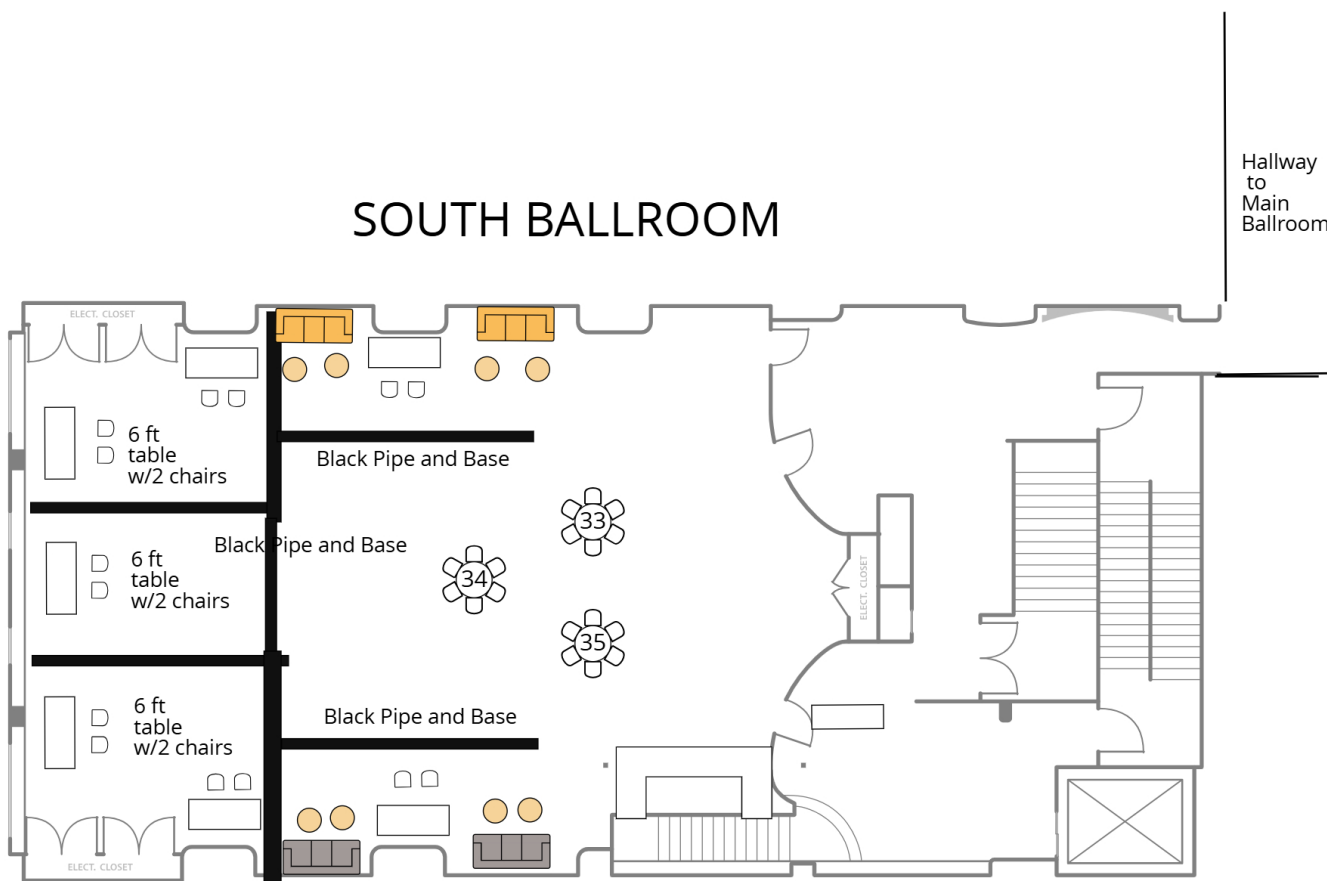 Hallway
to
Main
Ballroom
SOUTH BALLROOM
ELECT. CLOSET
6 ft
table
w/2 chairs
Black Pipe and Base
33
Black Pipe and Base
6 ft
table
w/2 chairs
34
ELECT. CLOSET
35
6 ft
table
w/2 chairs
Black Pipe and Base
ELECT. CLOSET